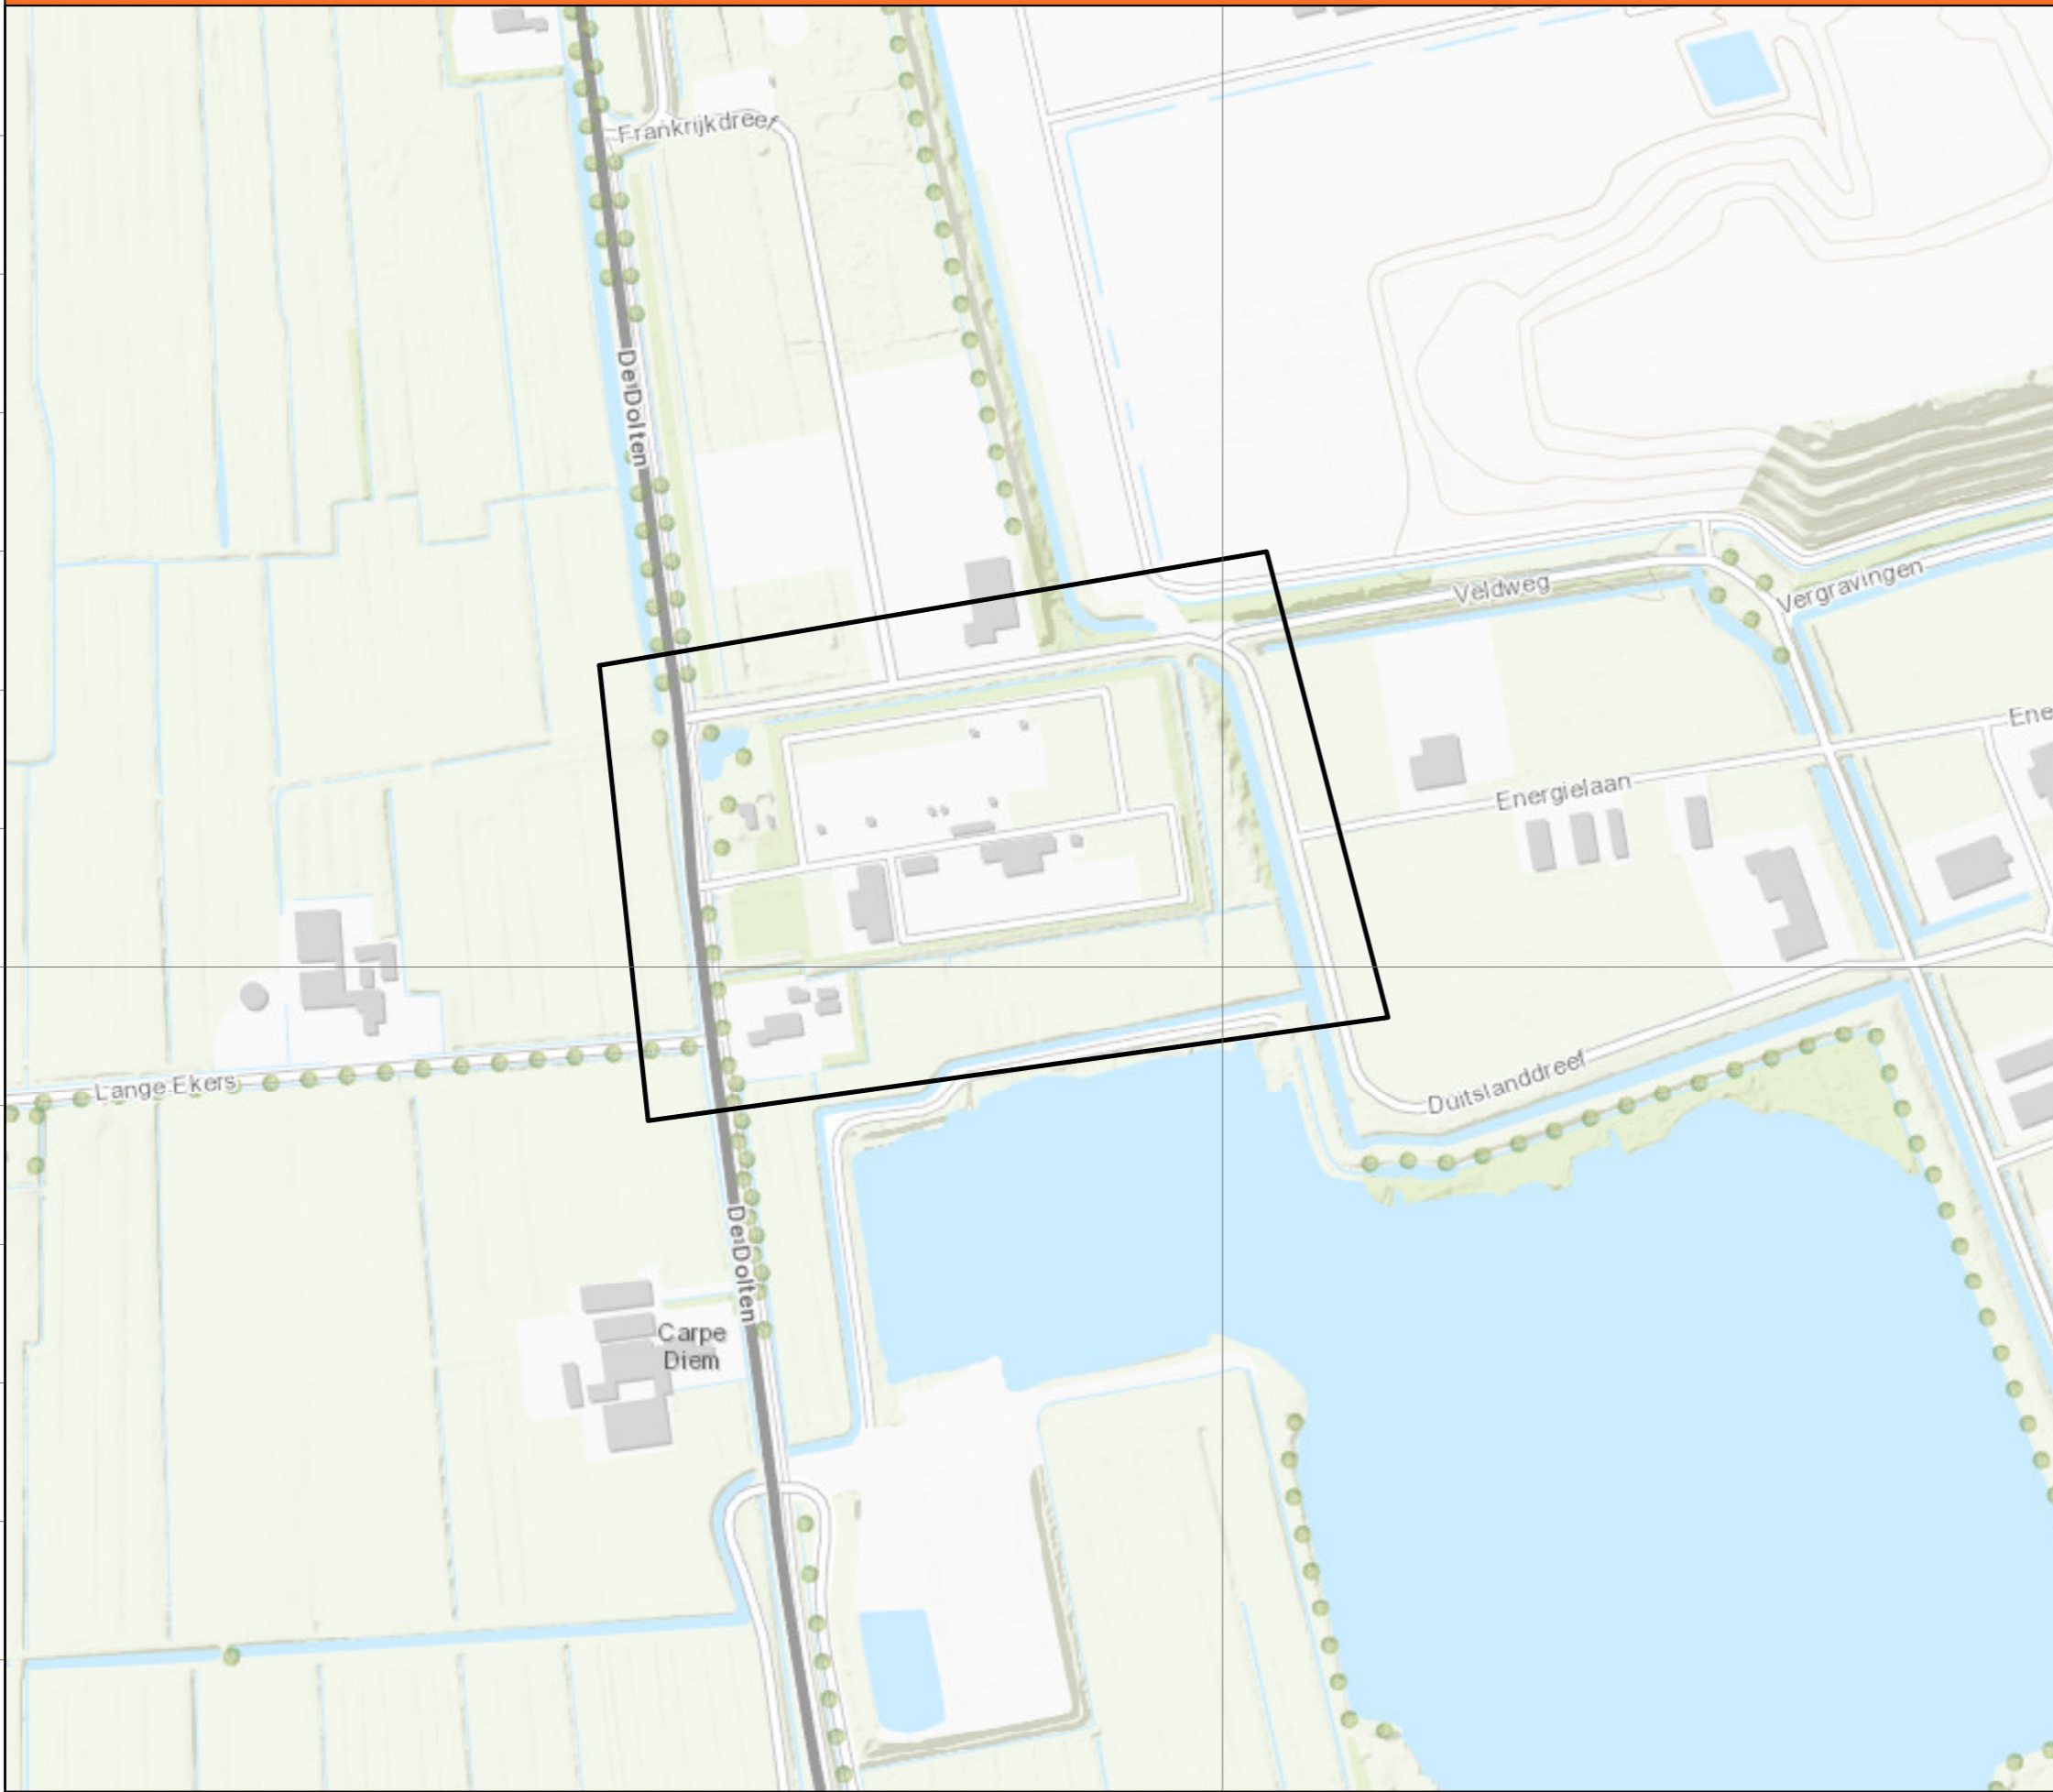 Frankrijkdreef
De Dolten
Veldweg
Vergravingen
Ene
Energielaan
Lange Ekers
Duitslanddreef
De Dolten
Carpe
Diem